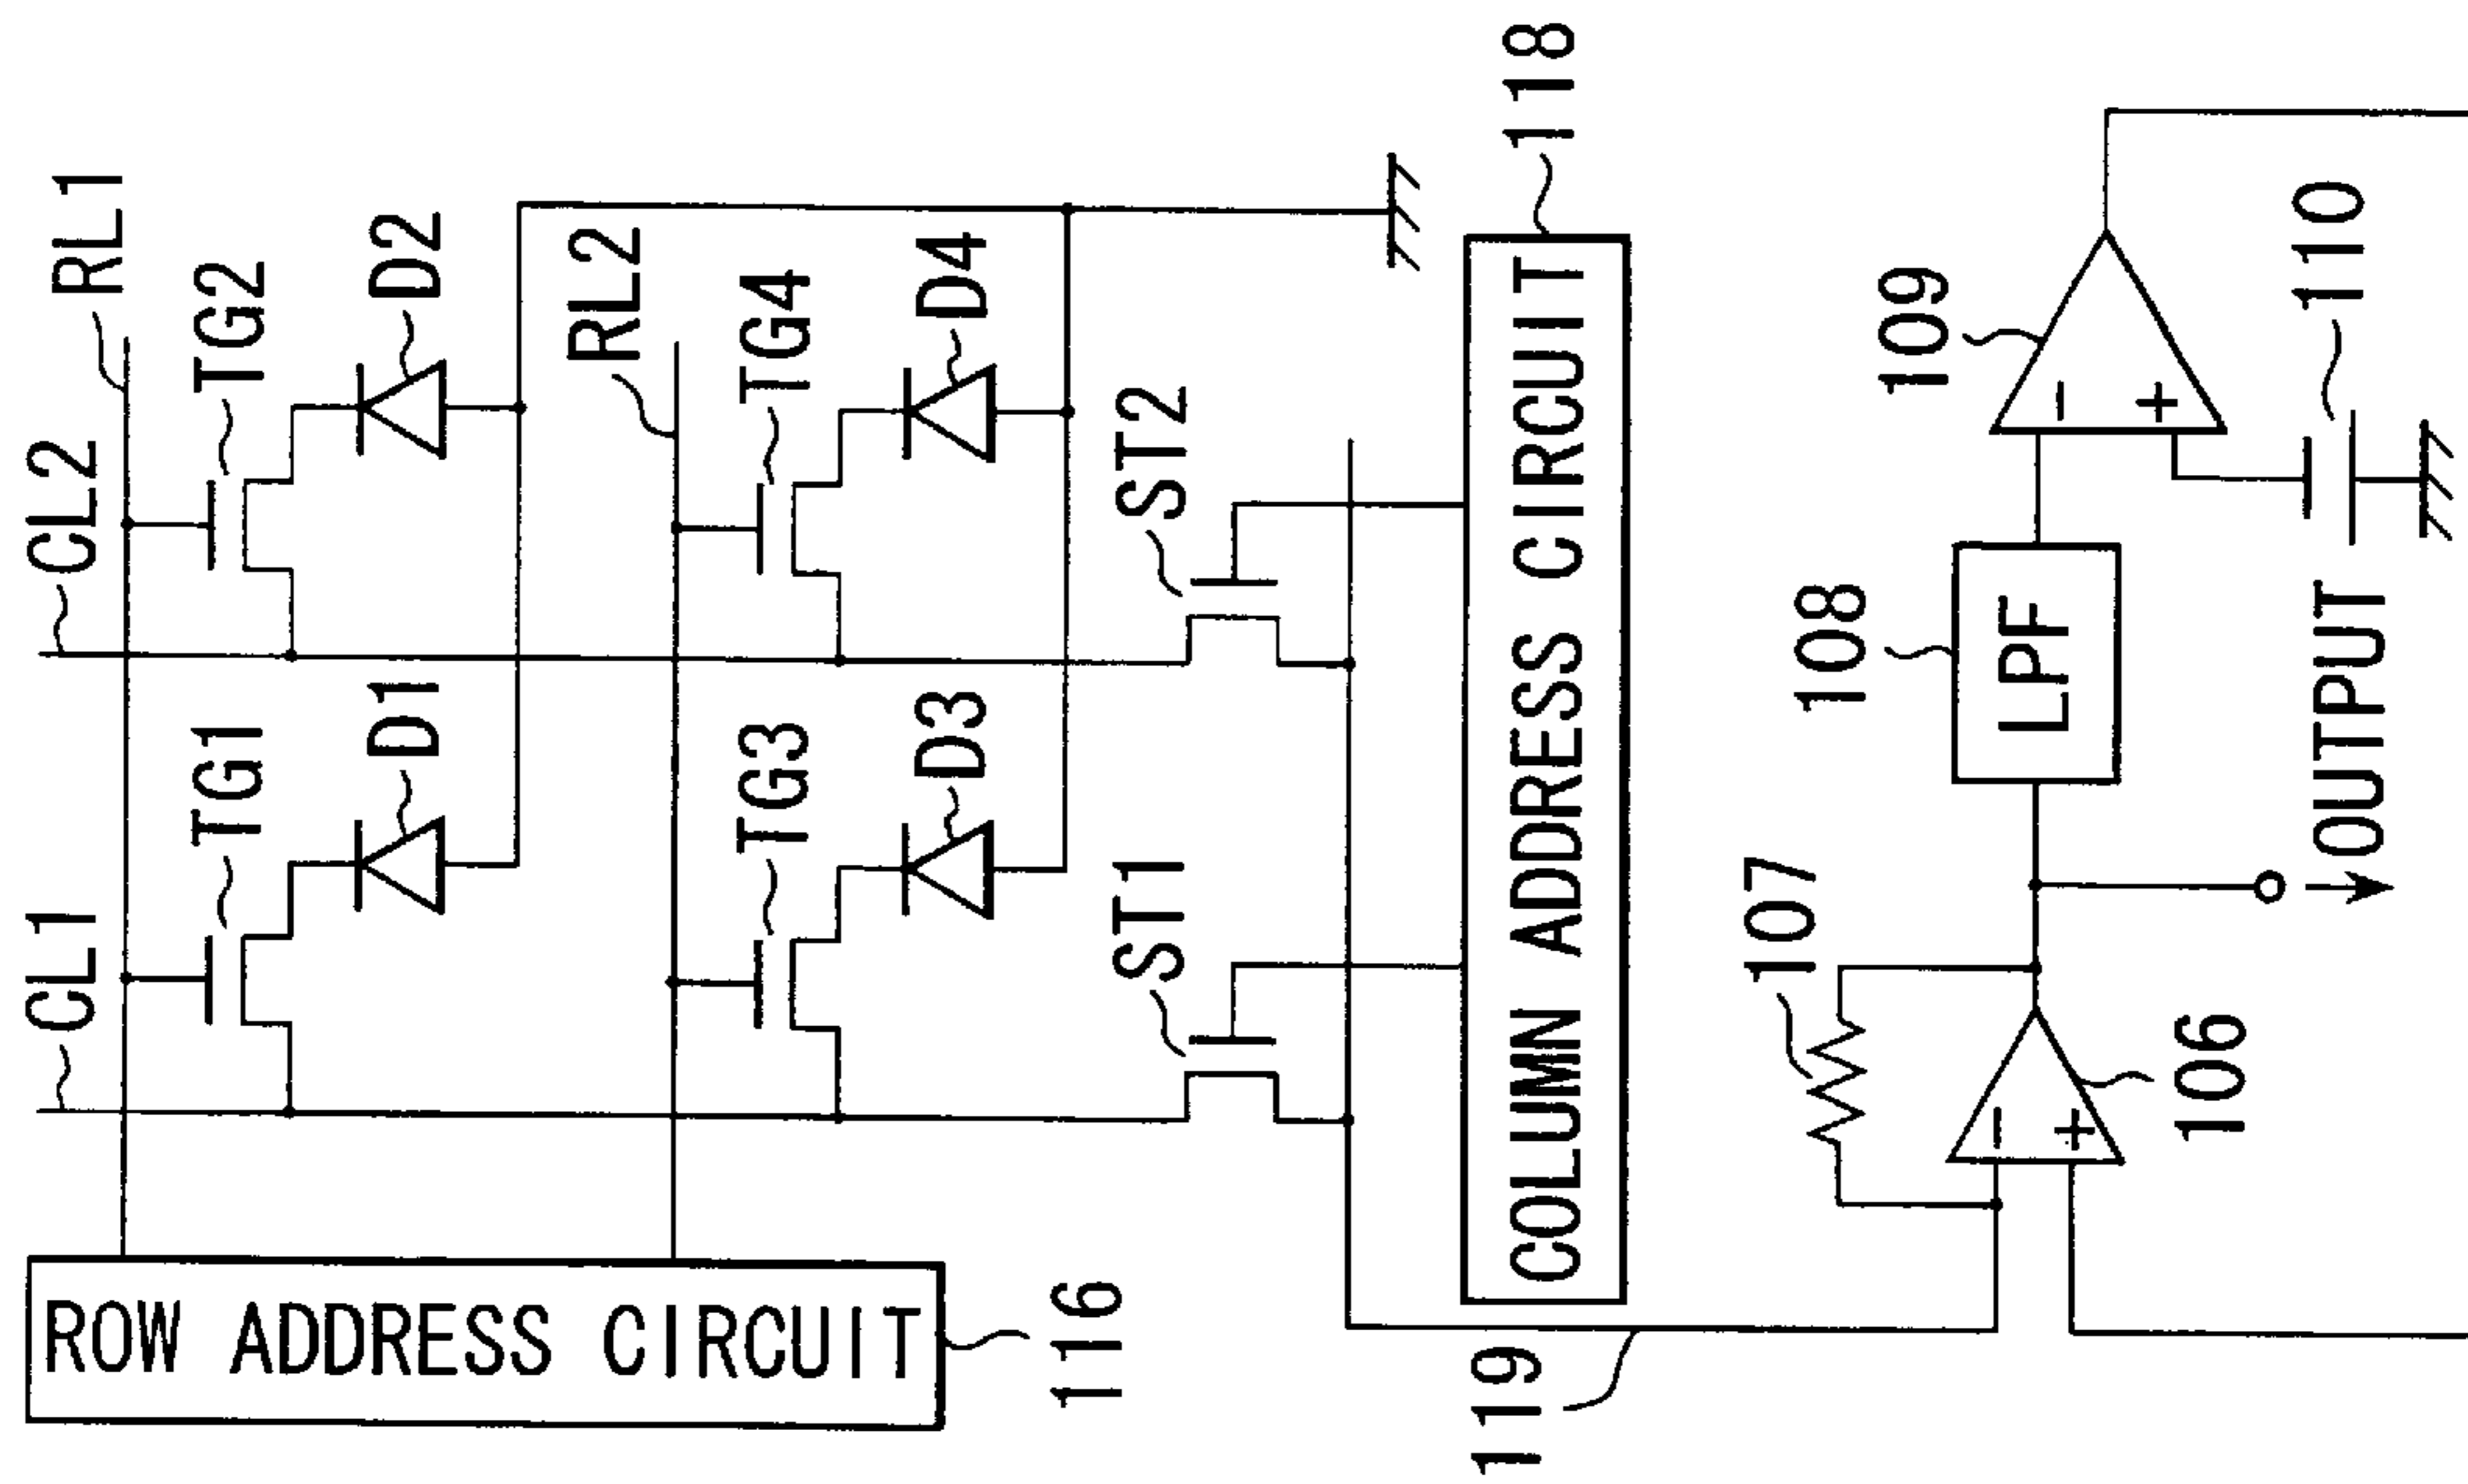 RL1
CL2
TG2
D2
CL1
TG1
D1
RL2
TG4
D4
TG3
D3
ST2
ST1
ROW ADDRESS CIRCUIT
116
118
COLUMN ADDRESS CIRCUIT
119
107
108
LPF
109
−
+
110
−
+
106
OUTPUT